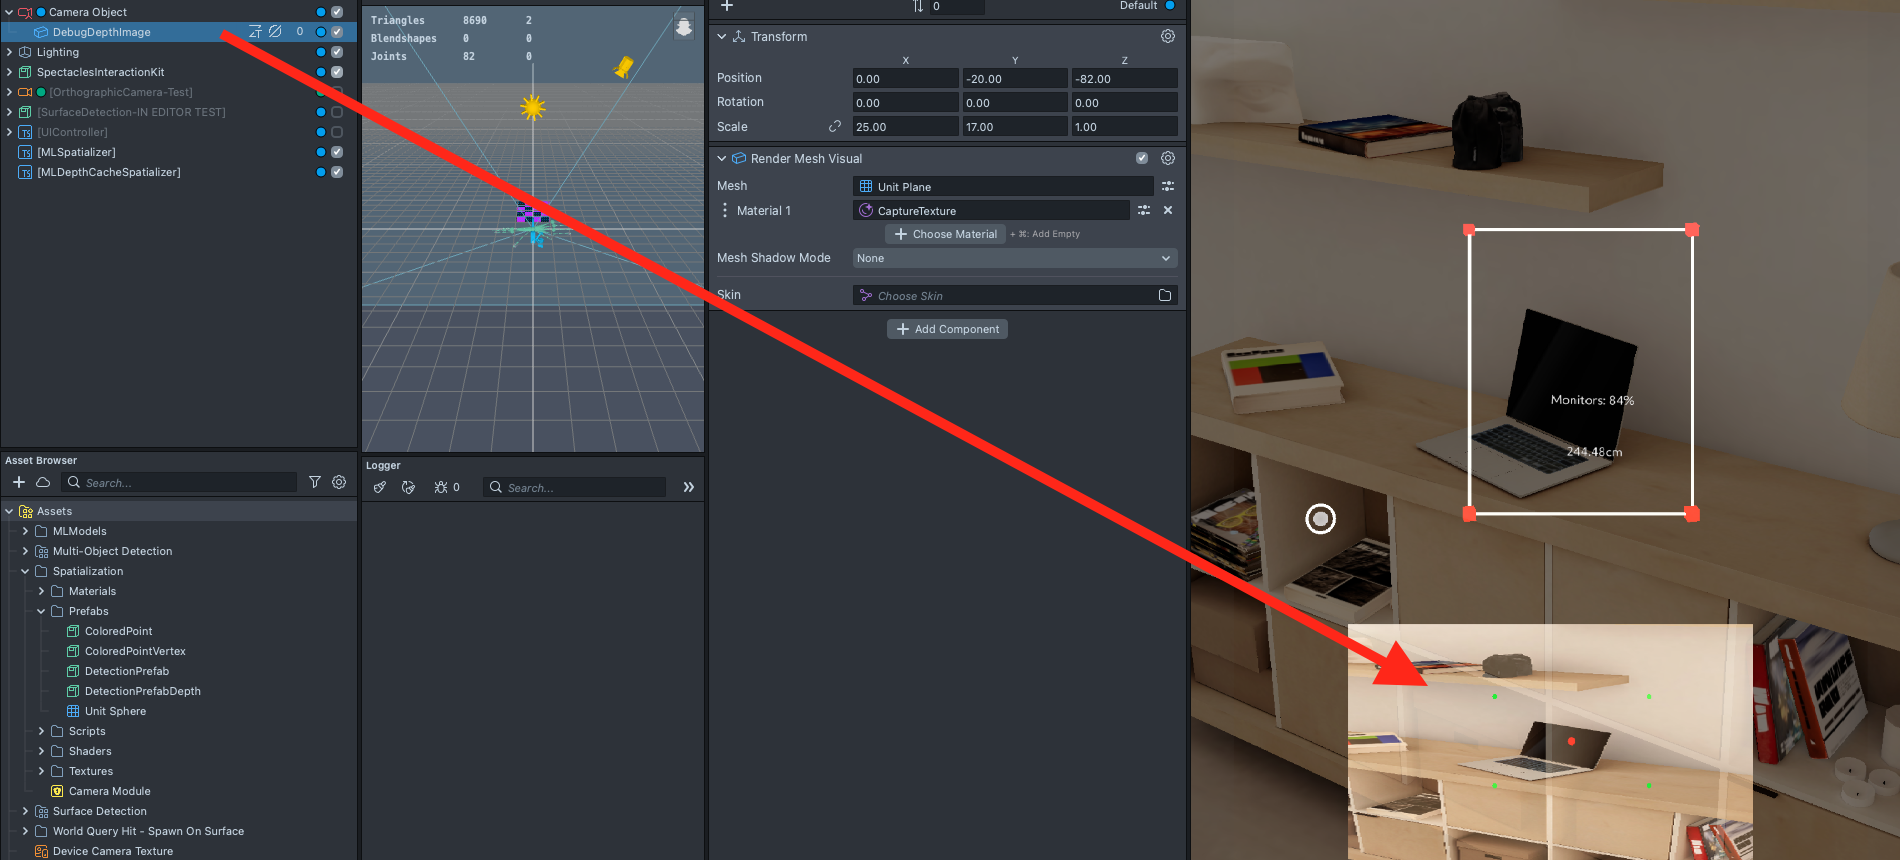 Camera Object
DebugDepthImage 0
Lighting
SpectaclesInteractionKit
[OrthographicCamera-Test]
[SurfaceDetection-IN EDITOR TEST]
[UIController]
TS [MLSpatializer]
TS [MLDepthCacheSpatializer]
Asset Browser
Search...
Assets
MLModels
Multi-Object Detection
Spatialization
Materials
Prefabs
ColoredPoint
ColoredPointVertex
DetectionPrefab
DetectionPrefabDepth
Unit Sphere
Scripts
Shaders
Textures
Camera Module
Surface Detection
World Query Hit - Spawn On Surface
Device Camera Texture
Triangles 8690 2
Blendshapes 0 0
Joints 82 0
Logger
0 Search...
0 Default
Transform
X Y Z
Position 0.00 -20.00 -82.00
Rotation 0.00 0.00 0.00
Scale 25.00 17.00 1.00
Render Mesh Visual
Mesh Unit Plane
Material 1 CaptureTexture
+ Choose Material + ⌘: Add Empty
Mesh Shadow Mode None
Skin Choose Skin
+ Add Component
Monitors: 84%
244.48cm